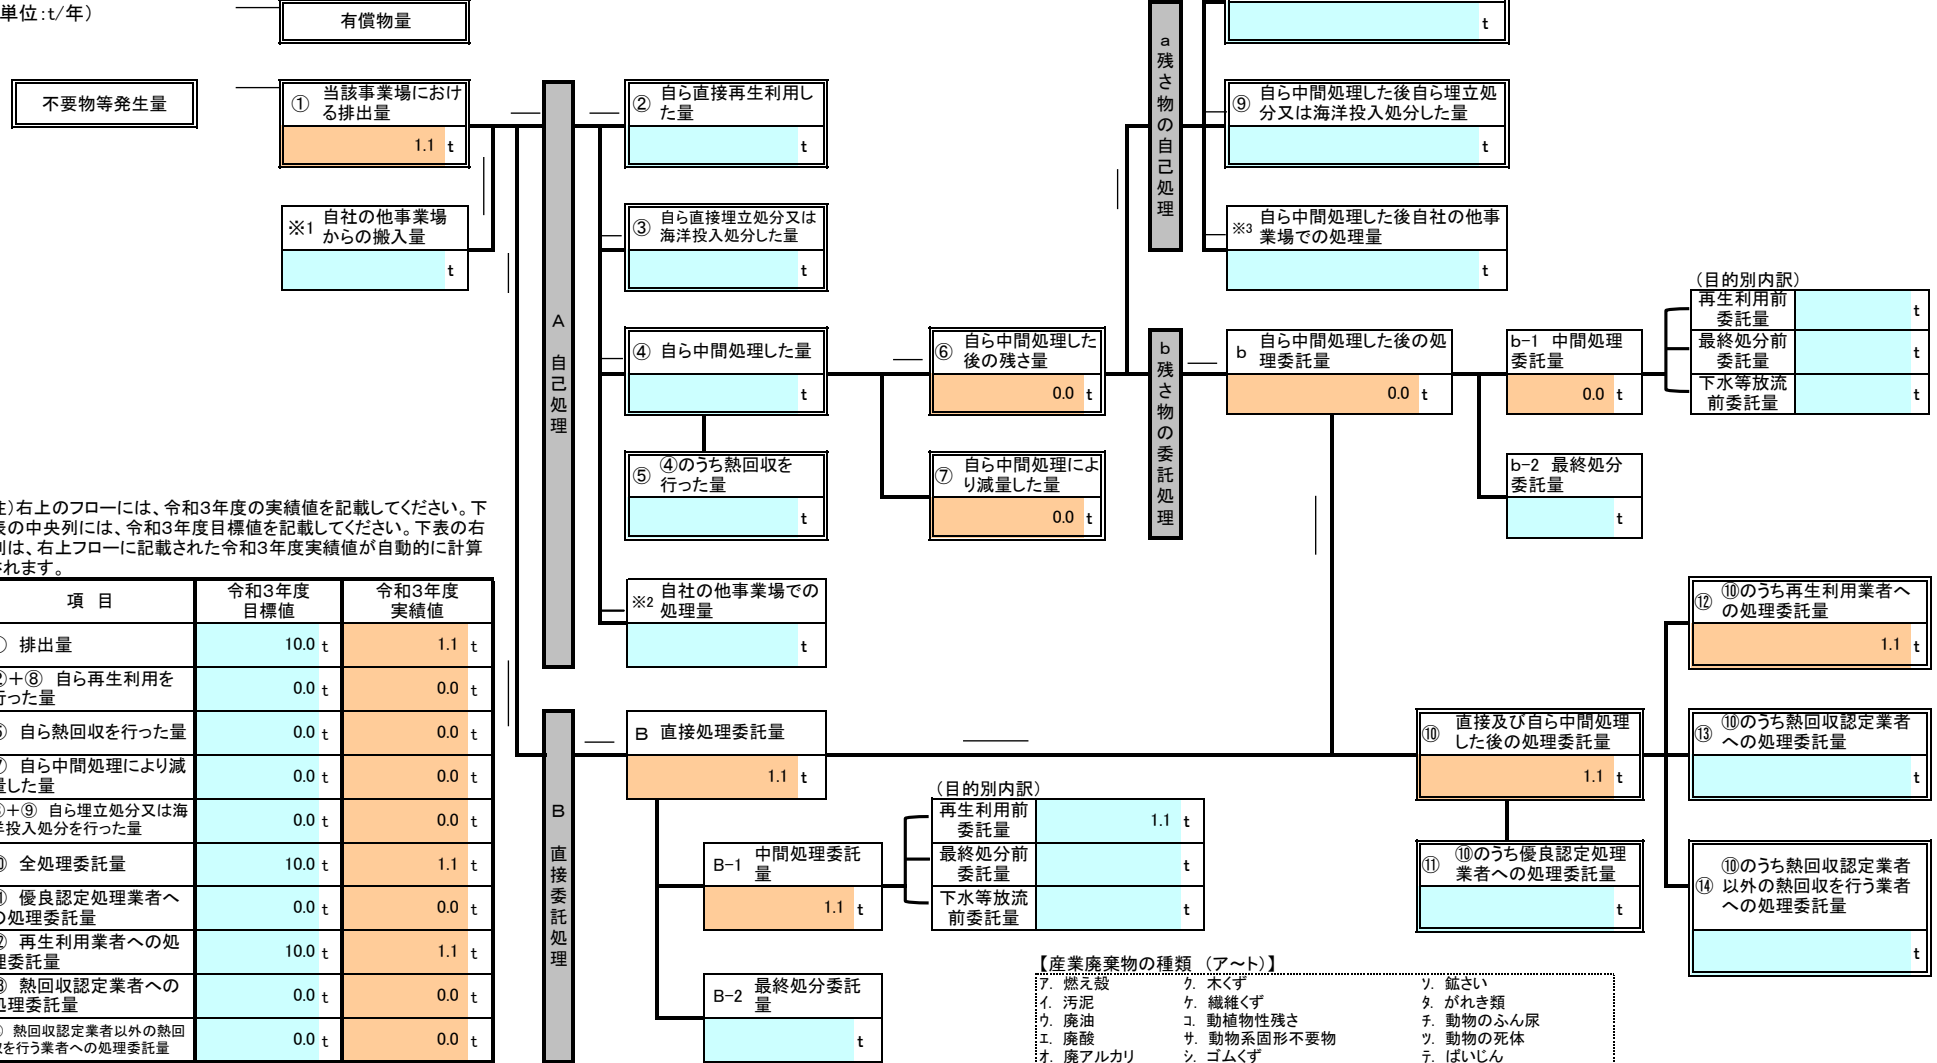 単位:t/年）
有償物量
t
不要物等発生量
① 当該事業場におけ
る排出量
1.1 t
※1 自社の他事業場
からの搬入量
t
A 自己処理
② 自ら直接再生利用し
た量
t
③ 自ら直接埋立処分又は
海洋投入処分した量
t
④ 自ら中間処理した量
t
⑤ ④のうち熱回収を
行った量
t
※2 自社の他事業場での
処理量
t
⑥ 自ら中間処理した
後の残さ量
0.0 t
⑦ 自ら中間処理によ
り減量した量
0.0 t
a 残さ物の自己処理
⑨ 自ら中間処理した後自ら埋立処
分又は海洋投入処分した量
t
※3 自ら中間処理した後自社の他事
業場での処理量
t
b 残さ物の委託処理
b 自ら中間処理した後の処
理委託量
0.0 t
b-1 中間処理
委託量
0.0 t
b-2 最終処分
委託量
t
（目的別内訳）
再生利用前
委託量
t
最終処分前
委託量
t
下水等放流
前委託量
t
)右上のフローには、令和3年度の実績値を記載してください。下
の中央列には、令和3年度目標値を記載してください。下表の右
は、右上フローに記載された令和3年度実績値が自動的に計算
れます。
項 目
令和3年度
目標値
令和3年度
実績値
排出量 10.0 t 1.1 t
＋⑧ 自ら再生利用を
った量 0.0 t 0.0 t
自ら熱回収を行った量 0.0 t 0.0 t
自ら中間処理により減
した量 0.0 t 0.0 t
＋⑨ 自ら埋立処分又は海
投入処分を行った量 0.0 t 0.0 t
全処理委託量 10.0 t 1.1 t
優良認定処理業者へ
の処理委託量 0.0 t 0.0 t
再生利用業者への処
理委託量 10.0 t 1.1 t
熱回収認定業者への
処理委託量 0.0 t 0.0 t
熱回収認定業者以外の熱回
を行う業者への処理委託量 0.0 t 0.0 t
B 直接委託処理
B 直接処理委託量
1.1 t
B-1 中間処理委託
量
1.1 t
B-2 最終処分委託
量
t
（目的別内訳）
再生利用前
委託量
1.1 t
最終処分前
委託量
t
下水等放流
前委託量
t
⑩ 直接及び自ら中間処理
した後の処理委託量
1.1 t
⑪ ⑩のうち優良認定処理
業者への処理委託量
t
⑫ ⑩のうち再生利用業者へ
の処理委託量
1.1 t
⑬ ⑩のうち熱回収認定業者
への処理委託量
t
⑭ ⑩のうち熱回収認定業者
以外の熱回収を行う業者
への処理委託量
t
【産業廃棄物の種類 （ア～ト）】
ア. 燃え殻 ク. 木くず ソ. 鉱さい
イ. 汚泥 ケ. 繊維くず タ. がれき類
ウ. 廃油 コ. 動植物性残さ チ. 動物のふん尿
エ. 廃酸 サ. 動物系固形不要物 ツ. 動物の死体
オ. 廃アルカリ シ. ゴムくず テ. ばいじん